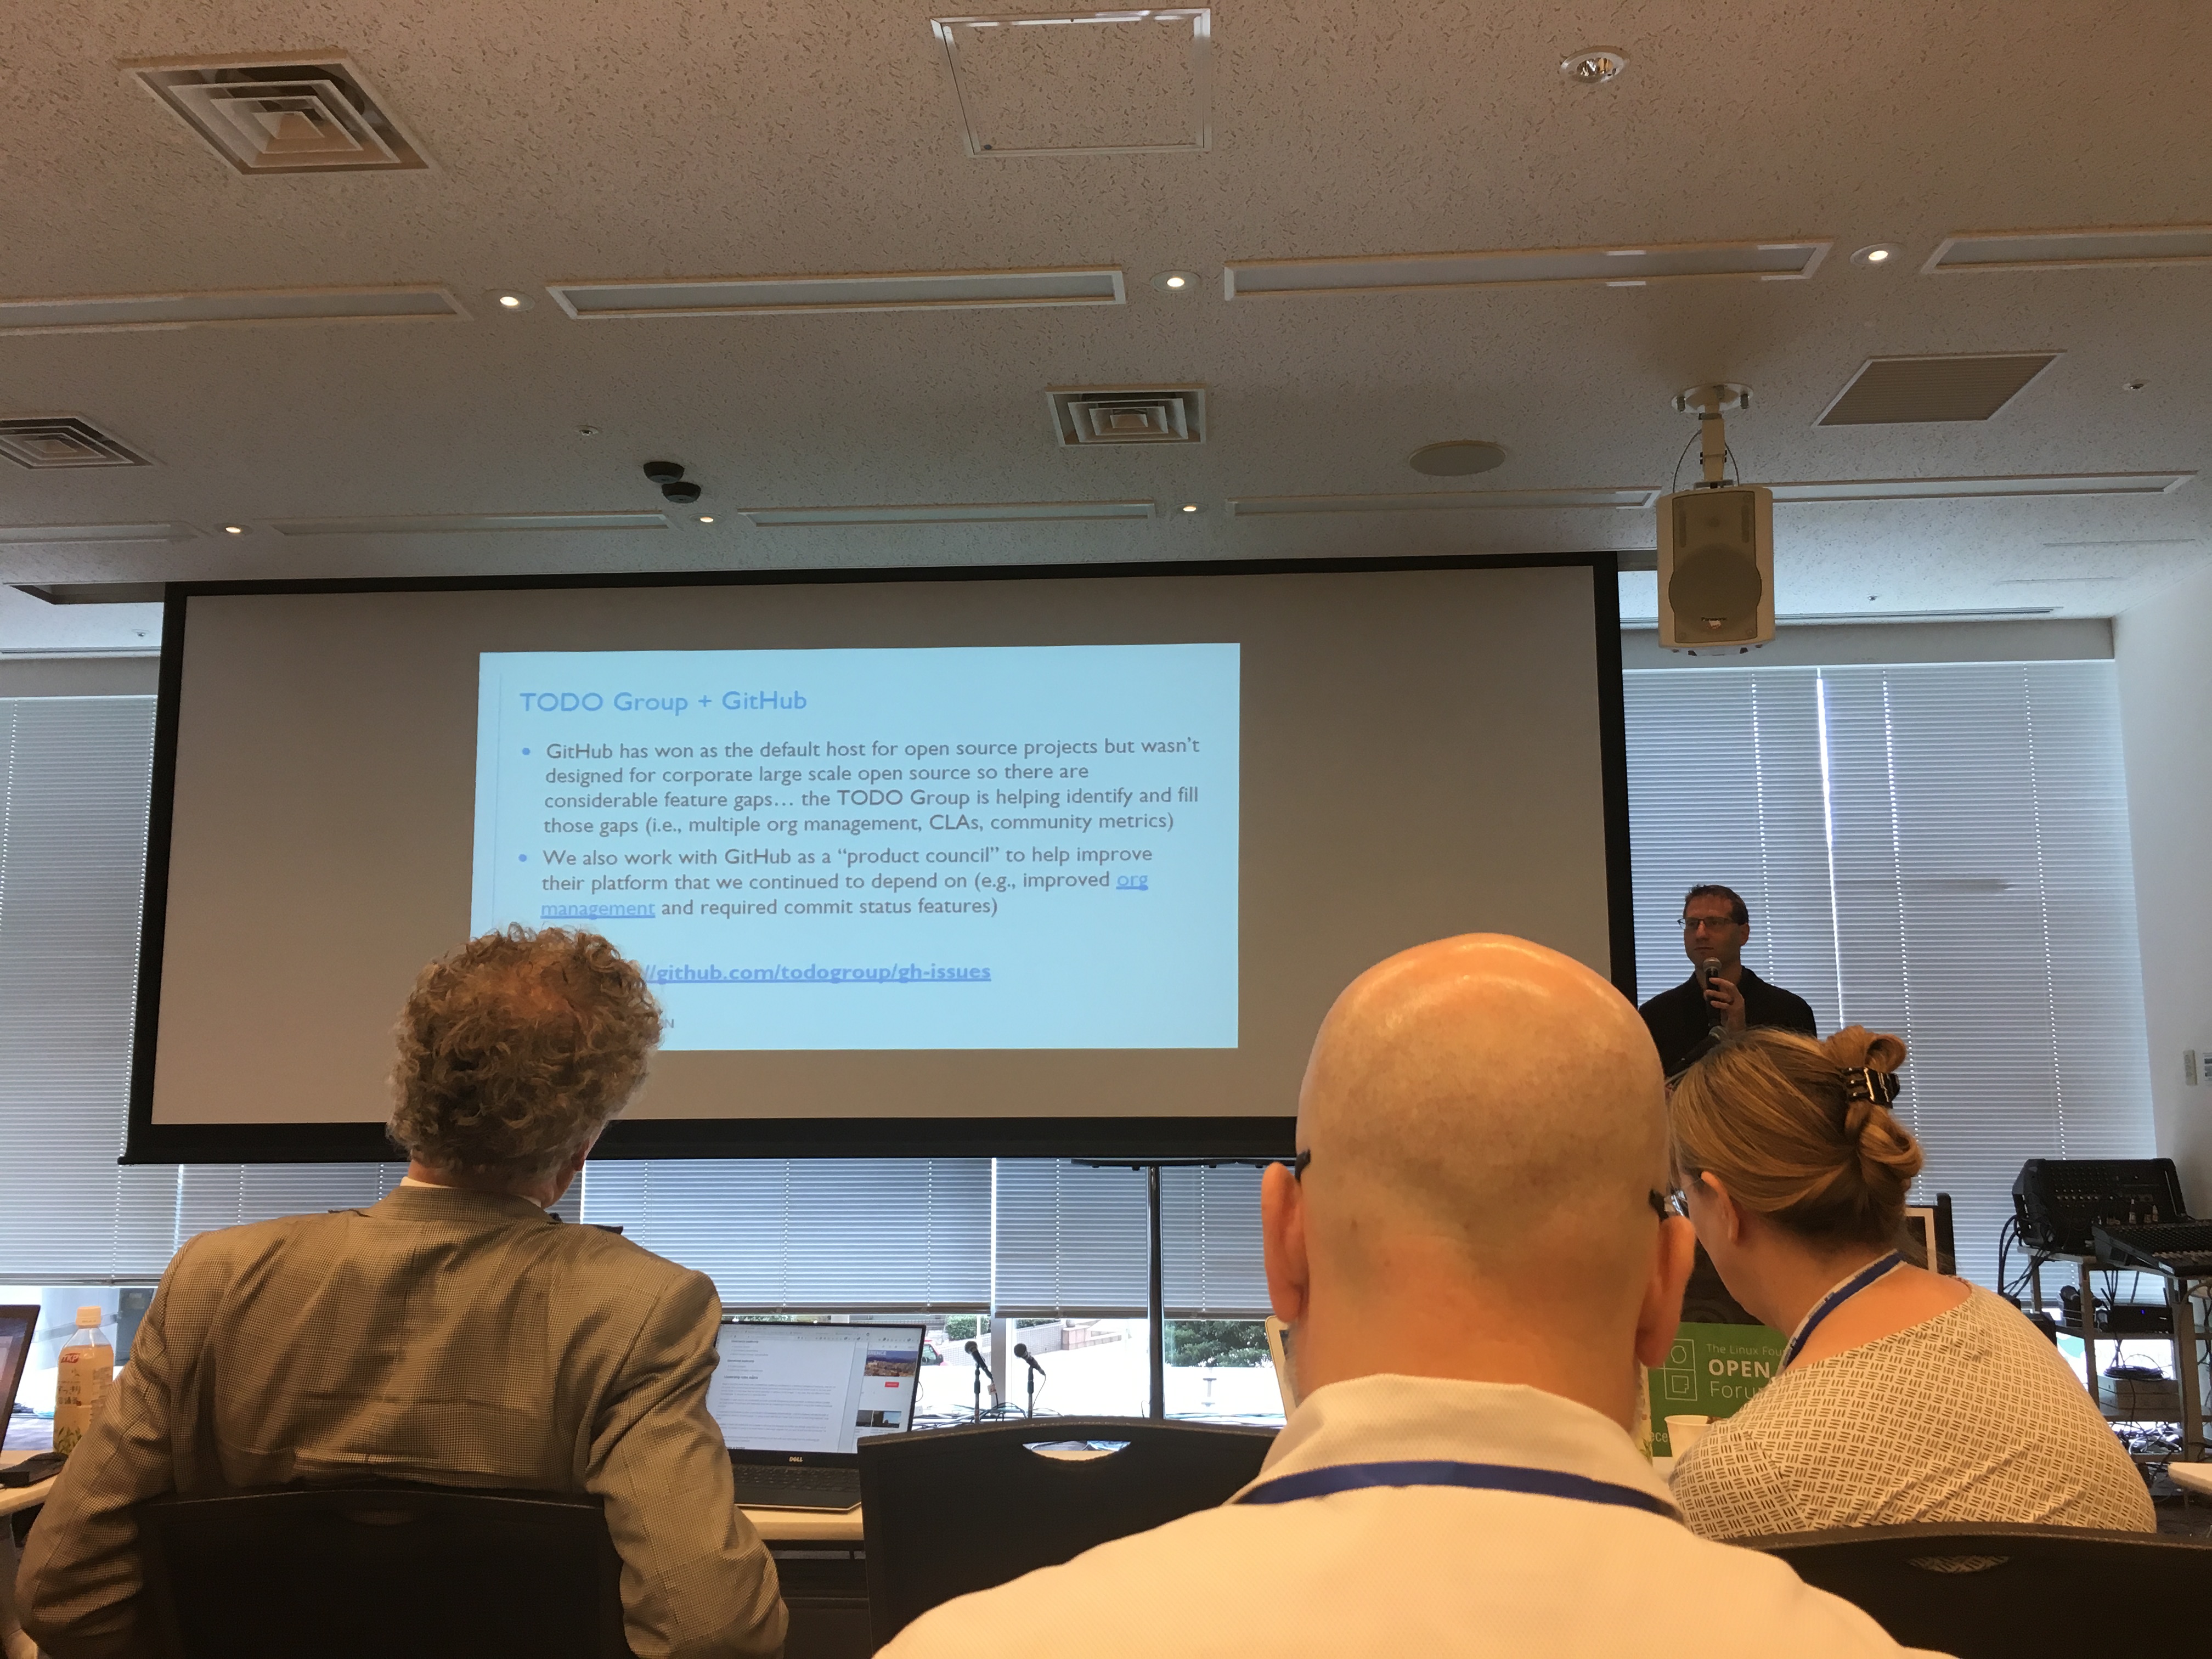 TODO Group + GitHub
• GitHub has won as the default host for open source projects but wasn't
designed for corporate large scale open source so there are
considerable feature gaps… the TODO Group is helping identify and fill
those gaps (i.e., multiple org management, CLAs, community metrics)
• We also work with GitHub as a “product council” to help improve
their platform that we continued to depend on (e.g., improved org
management and required commit status features)
//github.com/todogroup/gh-issues
The Linux Fou
OPEN
Foru
DELL